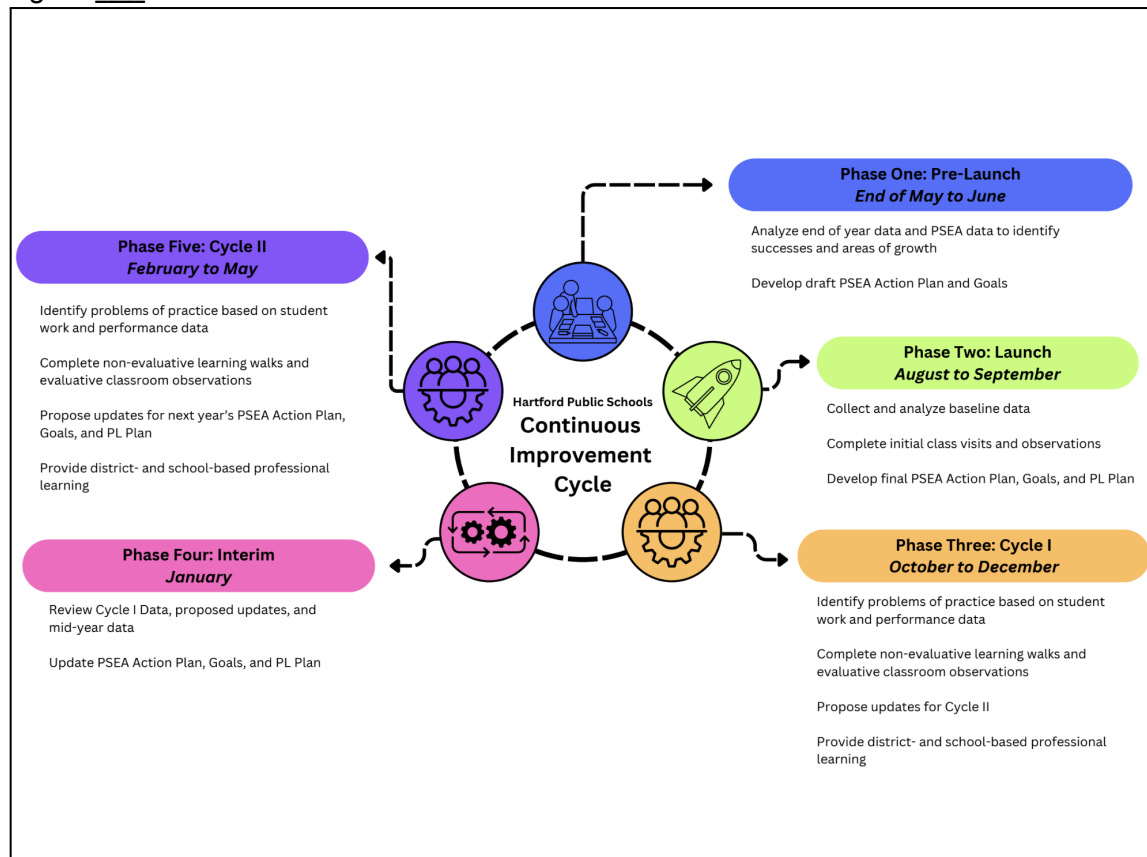 Hartford Public Schools
Continuous
Improvement
Cycle
Phase One: Pre-Launch
End of May to June
Analyze end of year data and PSEA data to identify
successes and areas of growth
Develop draft PSEA Action Plan and Goals
Phase Two: Launch
August to September
Collect and analyze baseline data
Complete initial class visits and observations
Develop final PSEA Action Plan, Goals, and PL Plan
Phase Three: Cycle I
October to December
Identify problems of practice based on student
work and performance data
Complete non-evaluative learning walks and
evaluative classroom observations
Propose updates for Cycle II
Provide district- and school-based professional
learning
Phase Four: Interim
January
Review Cycle I Data, proposed updates, and
mid-year data
Update PSEA Action Plan, Goals, and PL Plan
Phase Five: Cycle II
February to May
Identify problems of practice based on student
work and performance data
Complete non-evaluative learning walks and
evaluative classroom observations
Propose updates for next year's PSEA Action Plan,
Goals, and PL Plan
Provide district- and school-based professional
learning